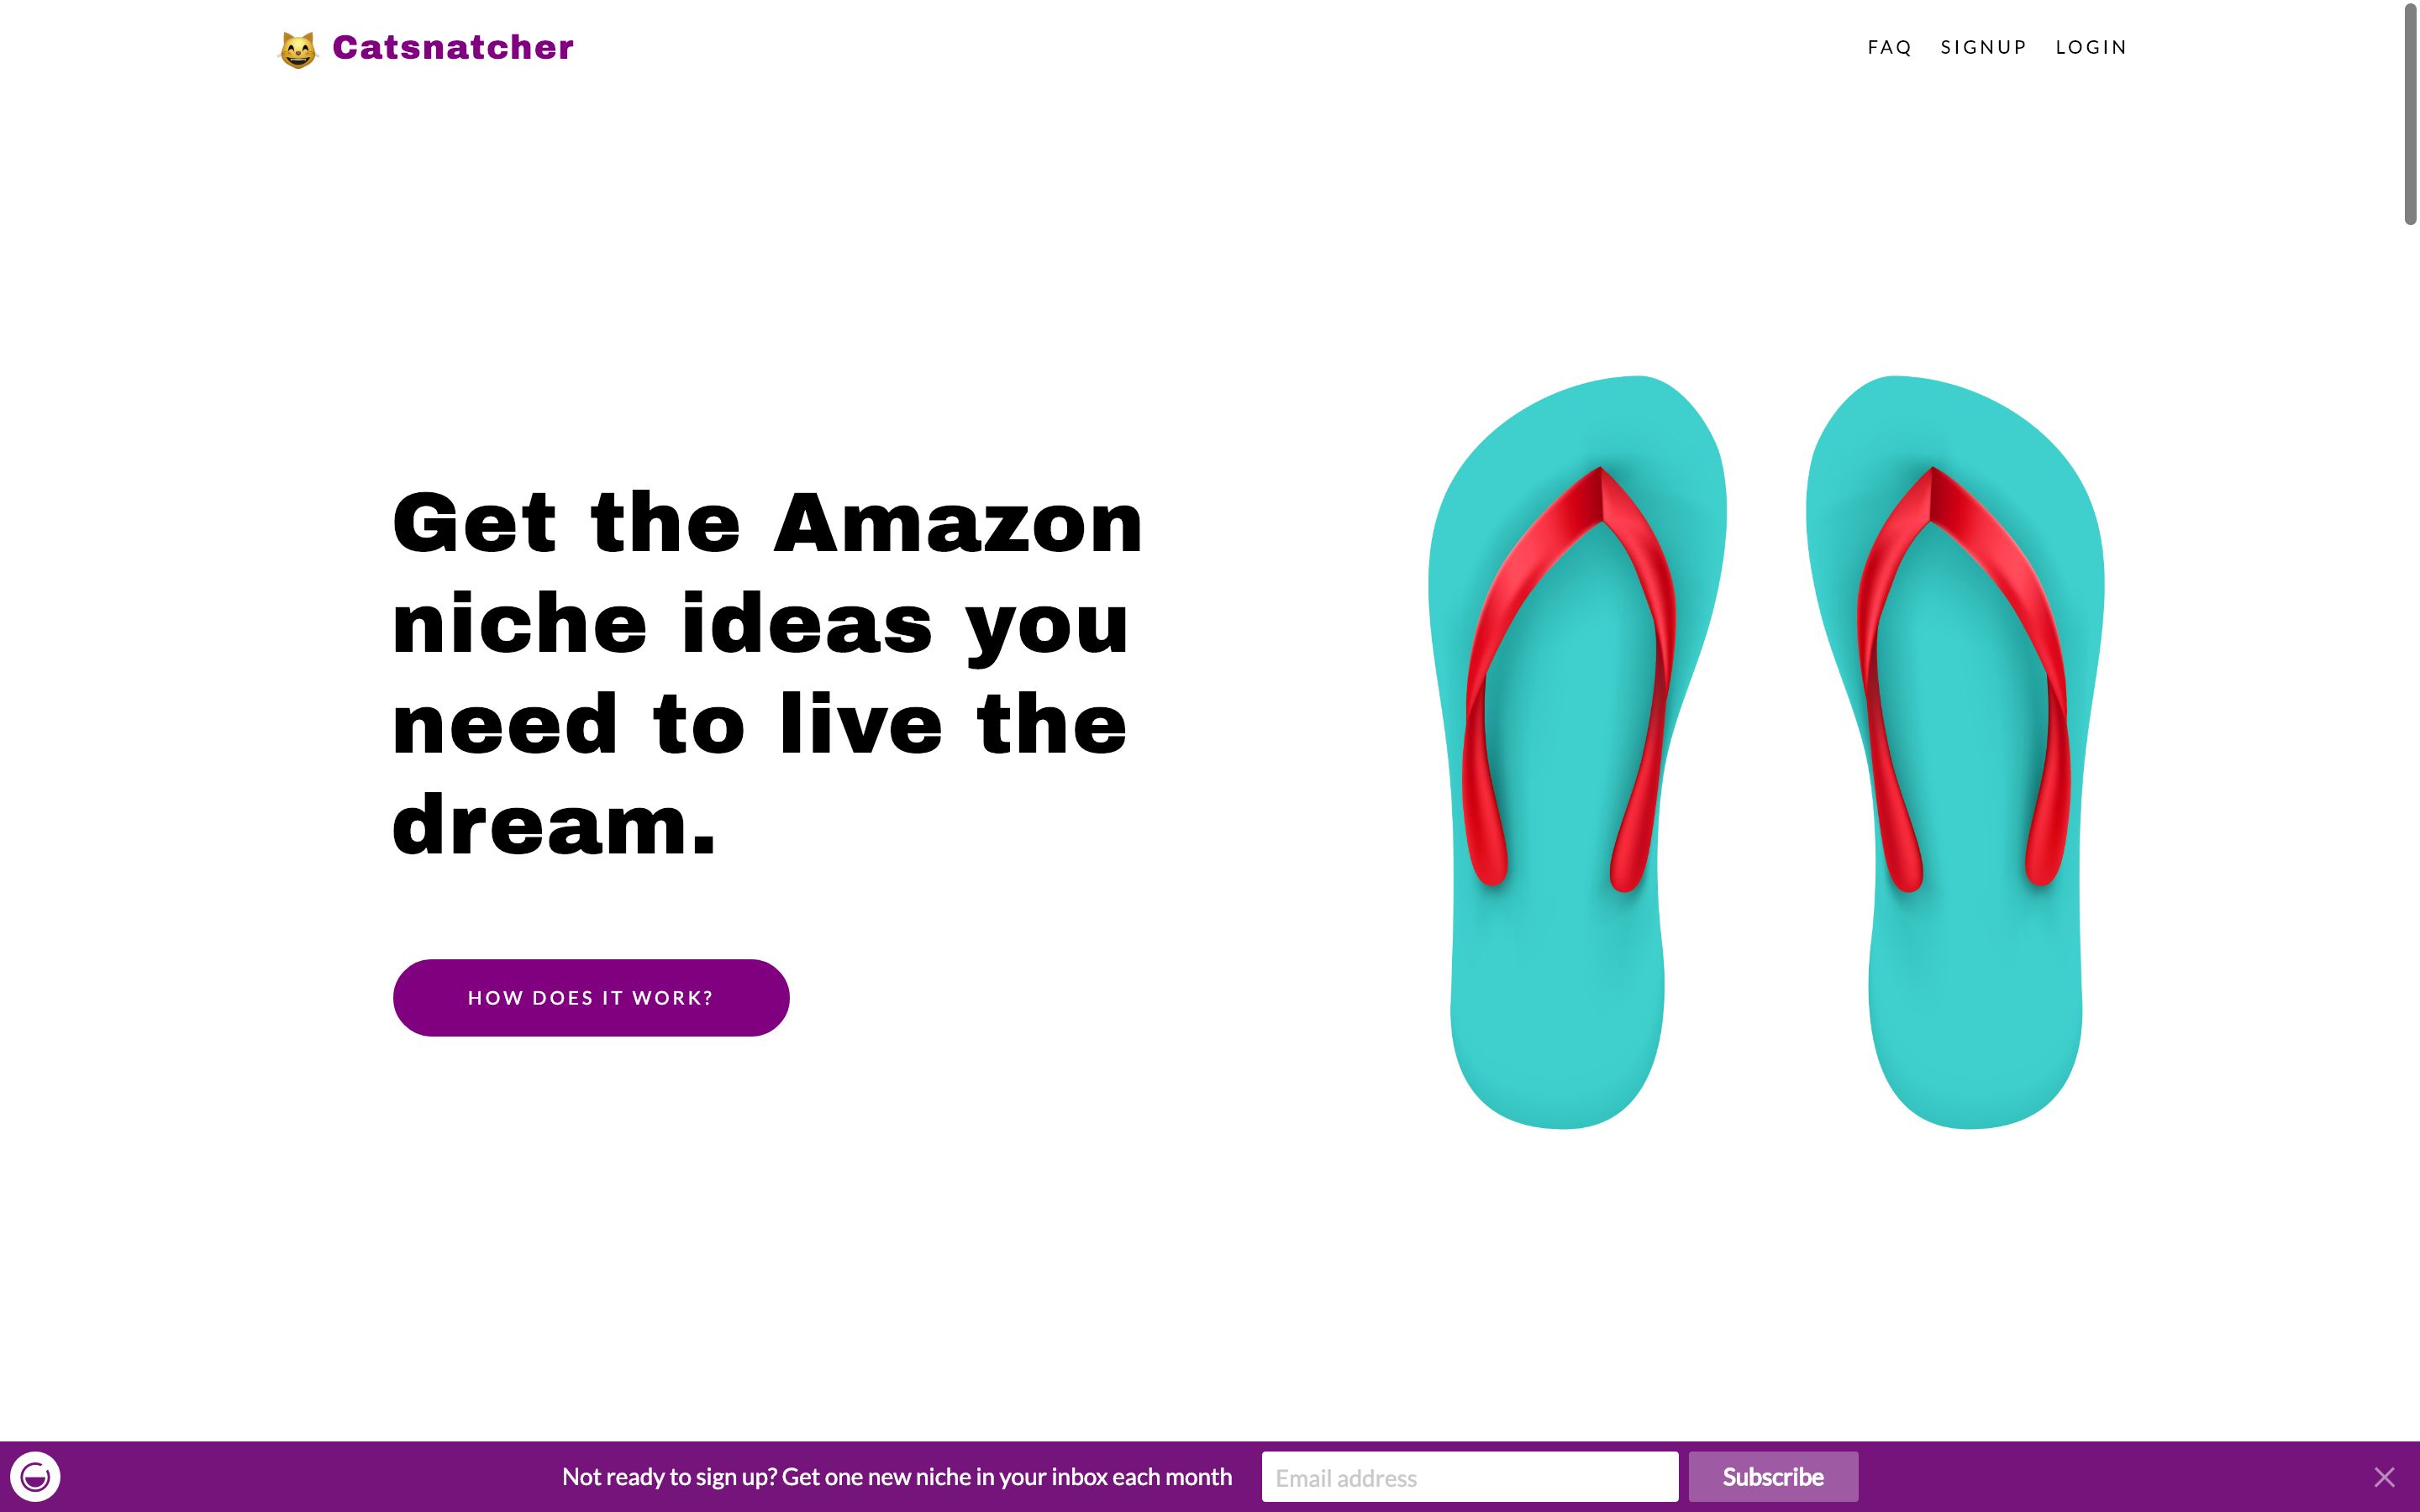 Catsnatcher
FAQ SIGNUP LOGIN
Get the Amazon
niche ideas you
need to live the
dream.
HOW DOES IT WORK?
Not ready to sign up? Get one new niche in your inbox each month
Email address
Subscribe